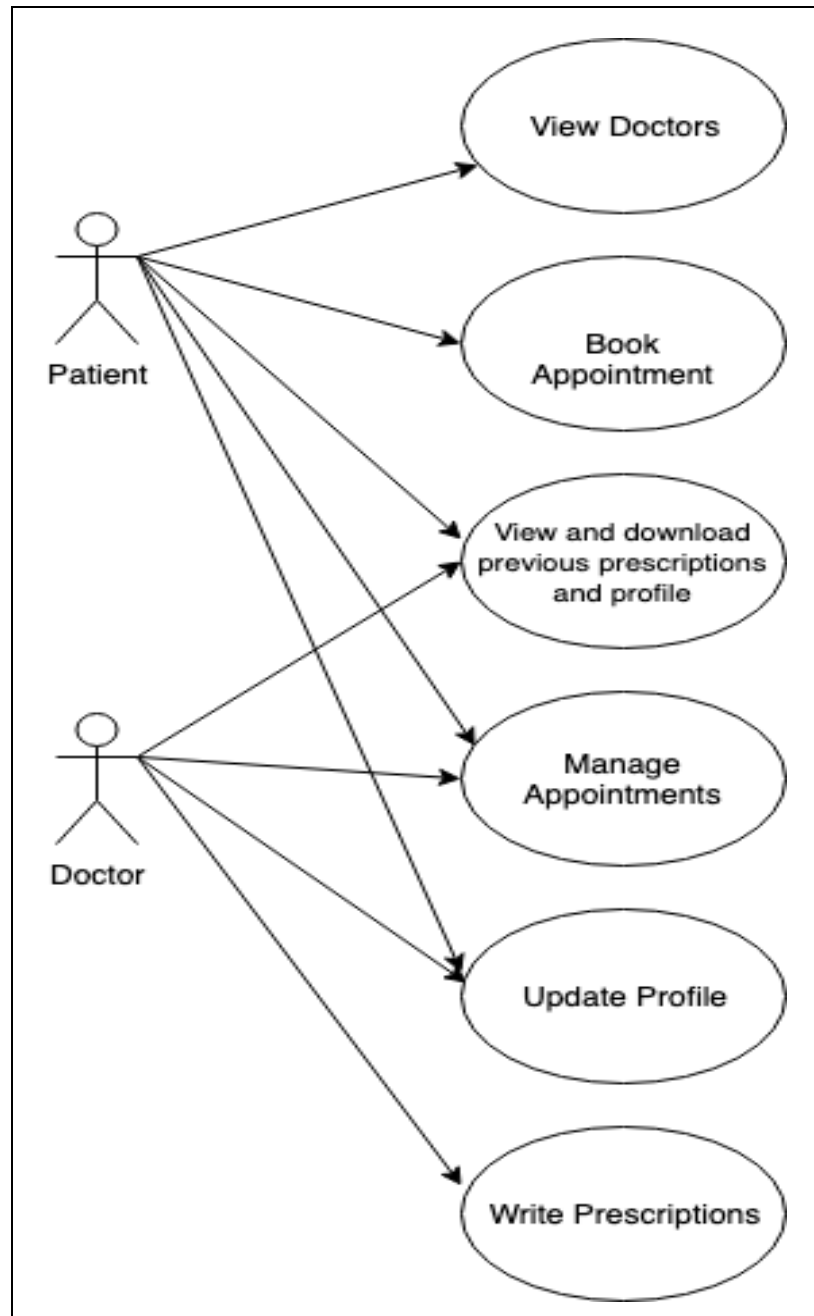 View Doctors
Patient
Book
Appointment
View and download
previous prescriptions
and profile
Manage
Appointments
Doctor
Update Profile
Write Prescriptions